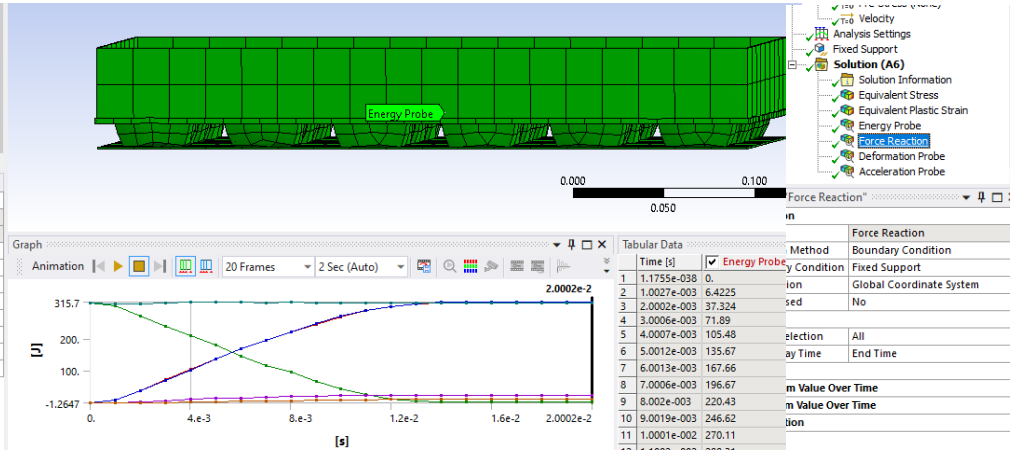 Velocity
Analysis Settings
Fixed Support
Solution (A6)
Solution Information
Equivalent Stress
Equivalent Plastic Strain
Energy Probe
Force Reaction
Deformation Probe
Acceleration Probe
Energy Probe
0.000 0.100
0.050
"Force Reaction"
Force Reaction
Method Boundary Condition
Condition Fixed Support
Global Coordinate System
No
All
End Time
Value Over Time
Value Over Time
Graph
Animation 20 Frames 2 Sec (Auto)
2.0002e-2
315.7
200.
100.
-1.2647
[J]
0. 4.e-3 8.e-3 1.2e-2 1.6e-2 2.0002e-2
[s]
Tabular Data
Time [s] Energy Probe
1 1.1755e-038 0.
2 1.0027e-003 6.4225
3 2.0002e-003 37.324
4 3.0006e-003 71.89
5 4.0007e-003 105.48
6 5.0012e-003 135.67
7 6.0013e-003 167.66
8 7.0006e-003 196.67
9 8.002e-003 220.43
10 9.0019e-003 246.62
11 1.0001e-002 270.11